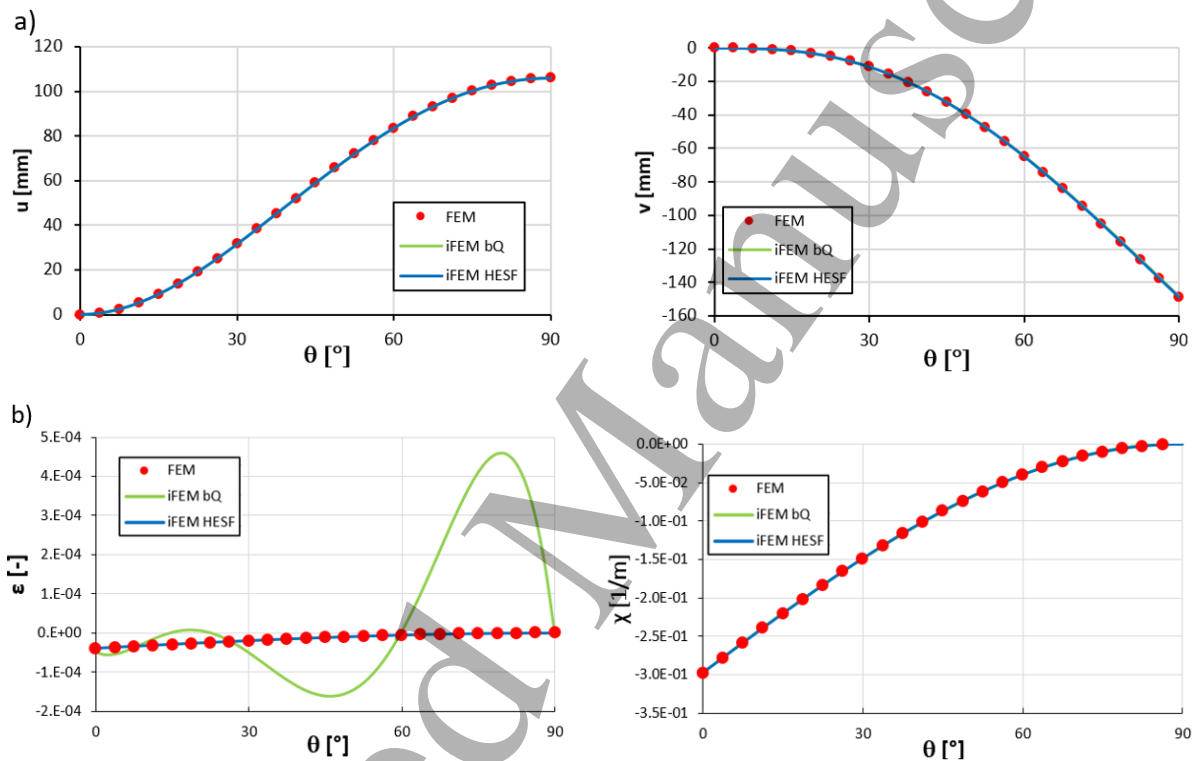 a)
120
100
80
60
40
20
0
u [mm]
0
30
60
90
θ [°]
FEM
iFEM bQ
iFEM HESF
0
-20
-40
-60
-80
-100
-120
-140
-160
v [mm]
0
30
60
90
θ [°]
FEM
iFEM bQ
iFEM HESF
b)
5.E-04
4.E-04
3.E-04
2.E-04
1.E-04
0.E+00
-1.E-04
-2.E-04
ε [-]
0
30
60
90
θ [°]
FEM
iFEM bQ
iFEM HESF
0.0E+00
-5.0E-02
-1.0E-01
-1.5E-01
-2.0E-01
-2.5E-01
-3.0E-01
-3.5E-01
χ [1/m]
0
30
60
90
θ [°]
FEM
iFEM bQ
iFEM HESF
d Manusc